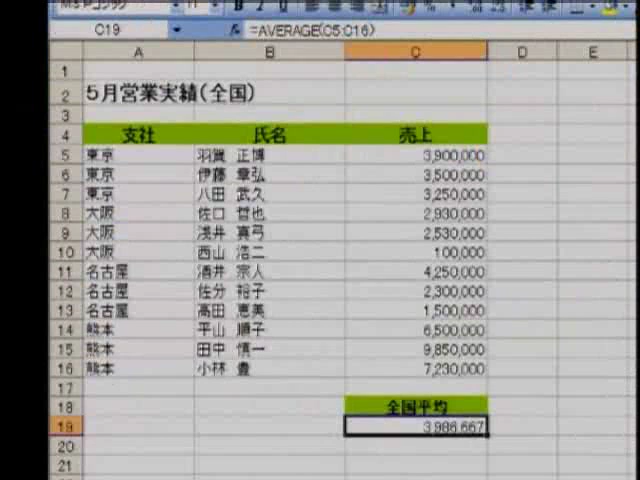 C19 fx =AVERAGE(C5:C16)
A B C D E
1
2 5月営業実績(全国)
3
4 支社 氏名 売上
5 東京 羽賀 正博 3,900,000
6 東京 伊藤 章弘 3,500,000
7 東京 八田 武久 3,250,000
8 大阪 佐口 哲也 2,930,000
9 大阪 浅井 真弓 2,530,000
10 大阪 西山 浩二 100,000
11 名古屋 酒井 宗人 4,250,000
12 名古屋 佐分 裕子 2,300,000
13 名古屋 高田 恵美 1,500,000
14 熊本 平山 順子 6,500,000
15 熊本 田中 慎一 9,850,000
16 熊本 小林 豊 7,230,000
17
18 全国平均
19 3,986,667
20
21